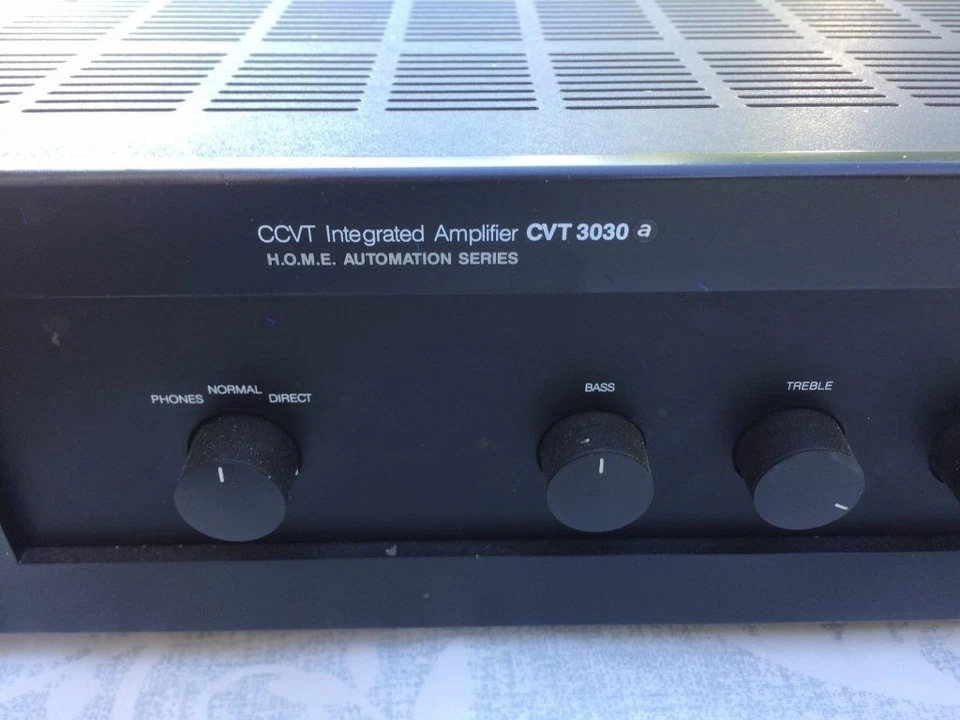 CCVT Integrated Amplifier CVT 3030 a
H.O.M.E. AUTOMATION SERIES
PHONES NORMAL DIRECT
BASS
TREBLE